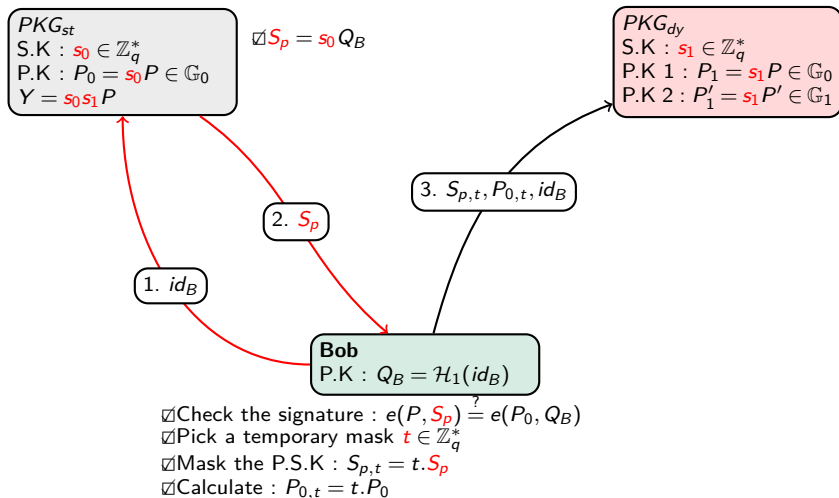 PKG_st
S.K : s_0 ∈ ℤ_q^*
P.K : P_0 = s_0P ∈ 𝔾_0
Y = s_0s_1P
☑S_p = s_0Q_B
PKG_dy
S.K : s_1 ∈ ℤ_q^*
P.K 1 : P_1 = s_1P ∈ 𝔾_0
P.K 2 : P'_1 = s_1P' ∈ 𝔾_1
3. S_{p,t}, P_{0,t}, id_B
2. S_p
1. id_B
Bob
P.K : Q_B = ℋ_1(id_B)
☑Check the signature : e(P, S_p) ≟ e(P_0, Q_B)
☑Pick a temporary mask t ∈ ℤ_q^*
☑Mask the P.S.K : S_{p,t} = t.S_p
☑Calculate : P_{0,t} = t.P_0